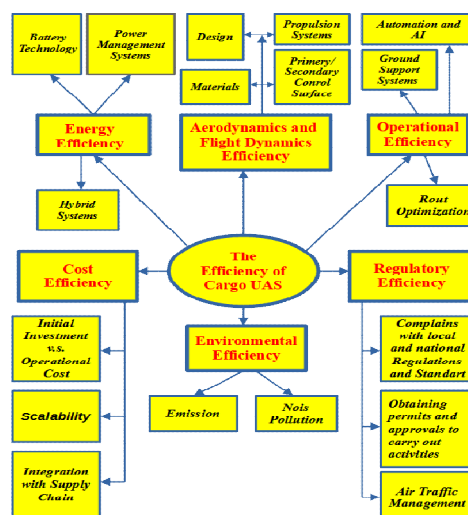 Battery
Technology
Power
Management
Systems
Design
Propulsion
Systems
Materials
Primery/
Secondary
Conrol
Surface
Automation and
AI
Ground
Support
Systems
Energy
Efficiency
Aerodynamics and
Flight Dynamics
Efficiency
Operational
Efficiency
Hybrid
Systems
Rout
Optimization
The
Efficiency of
Cargo UAS
Cost
Efficiency
Regulatory
Efficiency
Environmental
Efficiency
Initial
Investment
v.s.
Operational
Cost
Scalability
Integration
with Supply
Chain
Emission
Nois
Pollution
Complains with local
and national
Regulations
and Standart
Obtaining
permits and
approvals to
carry out
activities
Air Traffic
Management